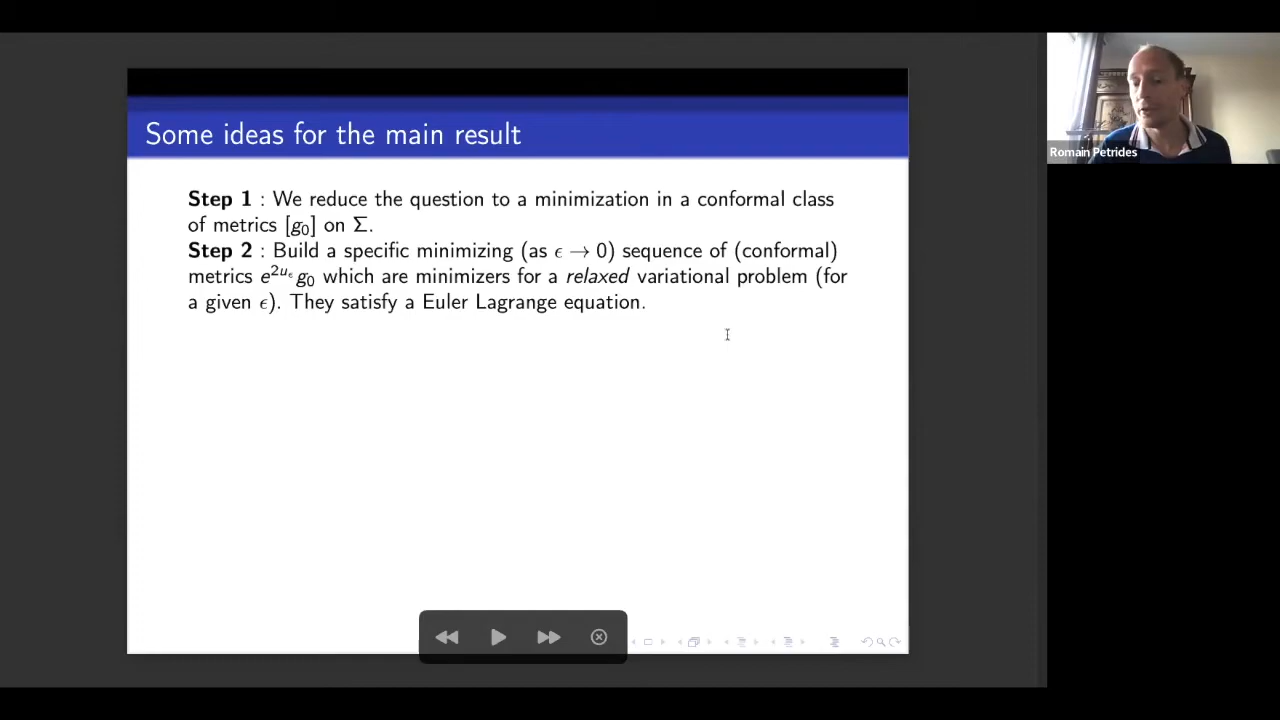 Some ideas for the main result
Step 1 : We reduce the question to a minimization in a conformal class
of metrics [g₀] on Σ.
Step 2 : Build a specific minimizing (as ϵ → 0) sequence of (conformal)
metrics e^{2u_ϵ}g₀ which are minimizers for a relaxed variational problem (for
a given ϵ). They satisfy a Euler Lagrange equation.
Romain Petrides